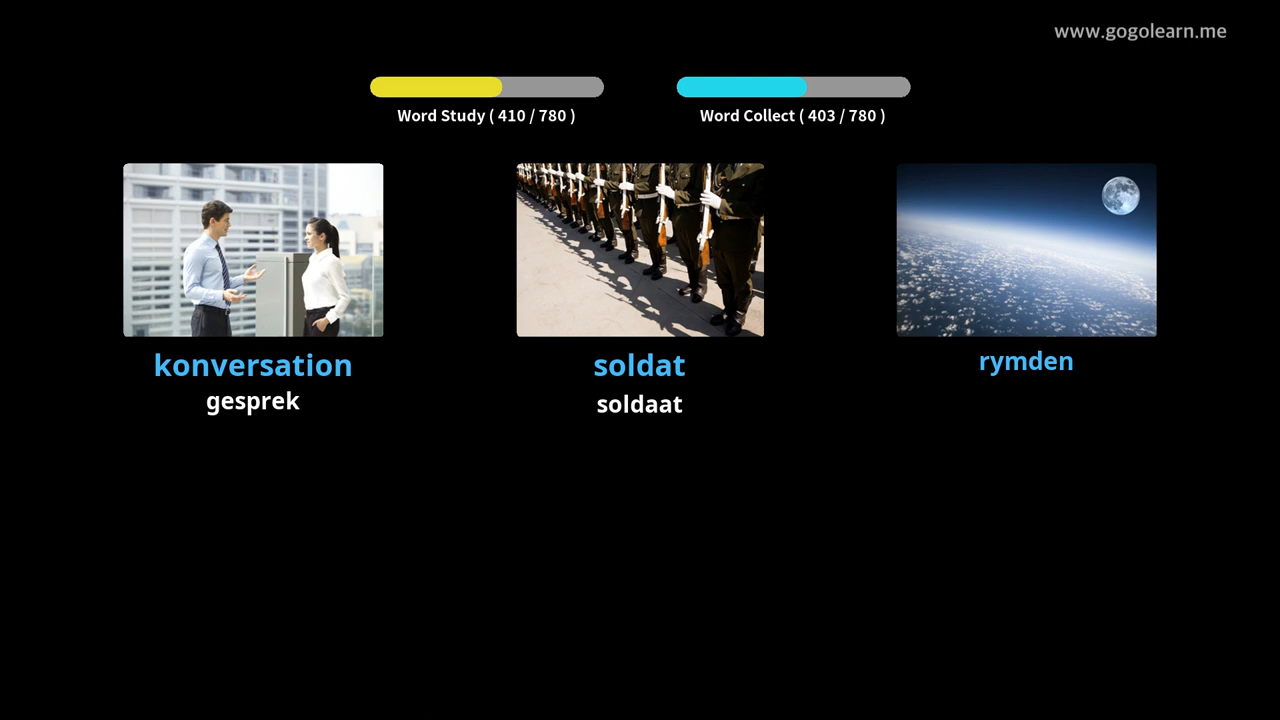 www.gogolearn.me
Word Study ( 410 / 780 )
Word Collect ( 403 / 780 )
konversation
gesprek
soldat
soldaat
rymden